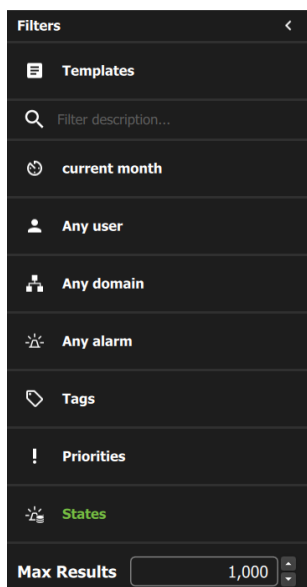 Filters
Templates
Filter description...
current month
Any user
Any domain
Any alarm
Tags
Priorities
States
Max Results 1,000